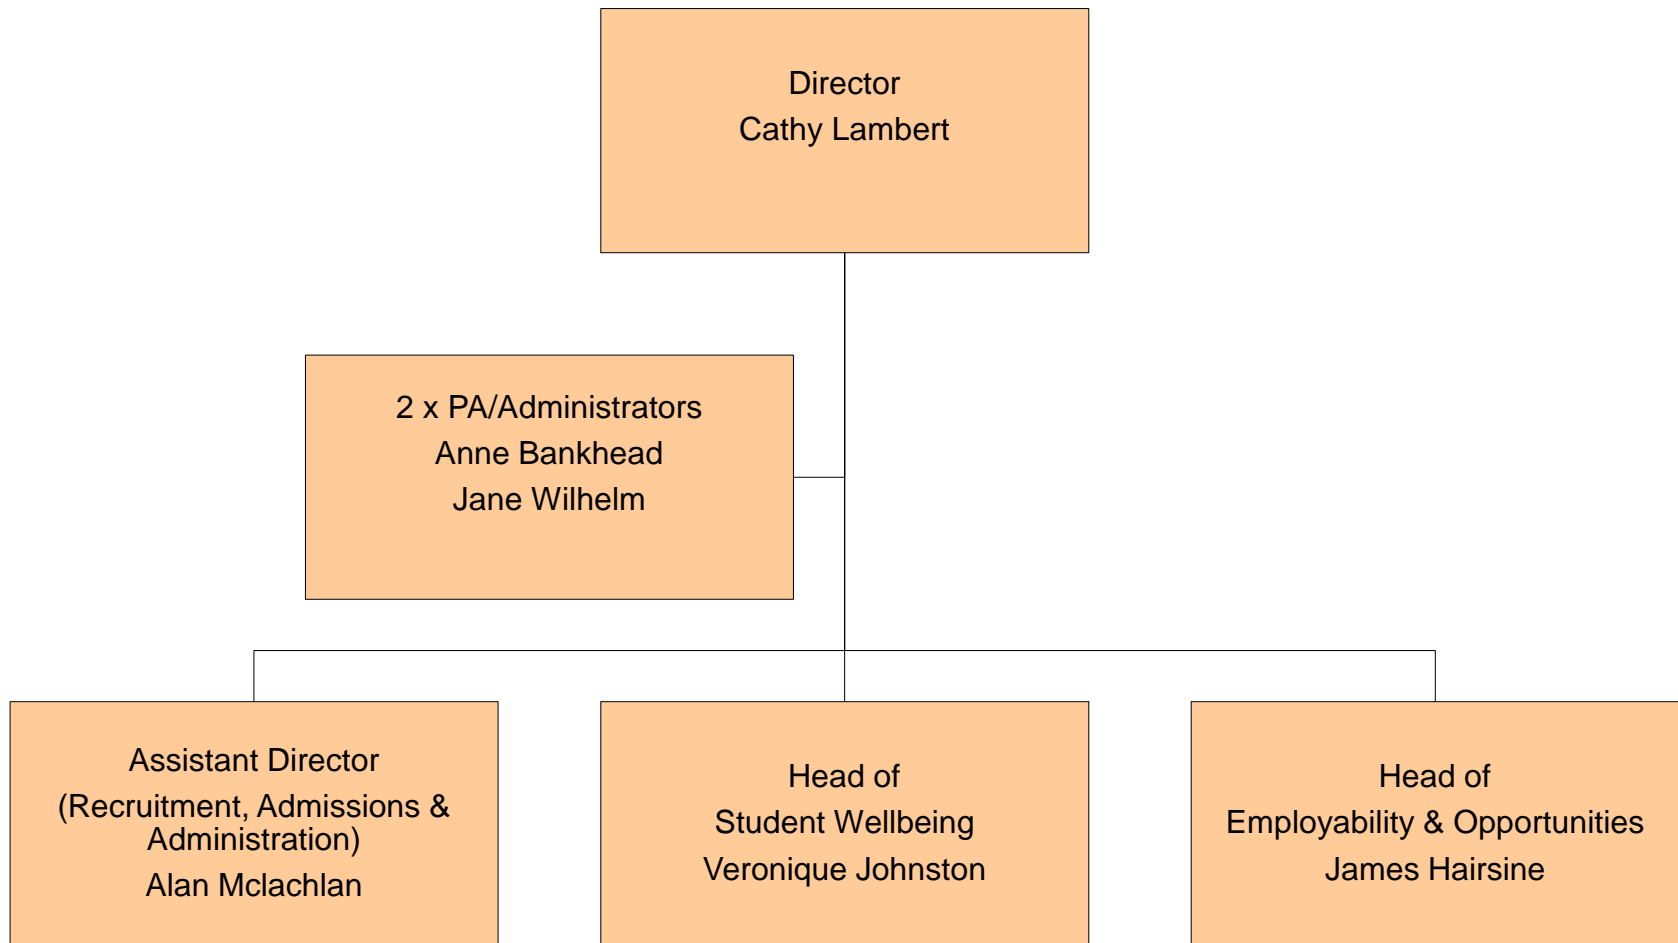 Director
Cathy Lambert
2 x PA/Administrators
Anne Bankhead
Jane Wilhelm
Assistant Director
(Recruitment, Admissions &
Administration)
Alan Mclachlan
Head of
Student Wellbeing
Veronique Johnston
Head of
Employability & Opportunities
James Hairsine